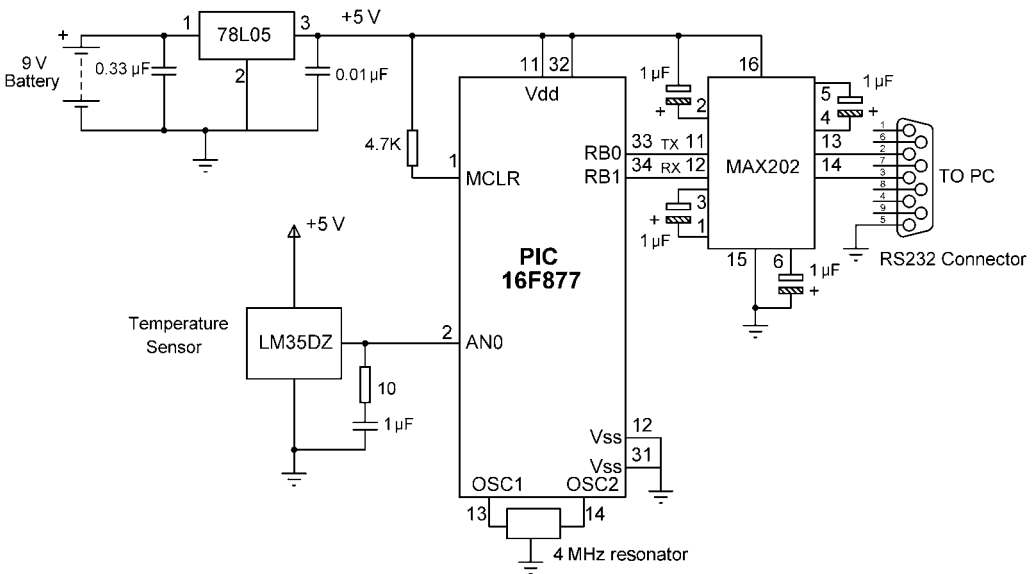 9 V
Battery
+
1
78L05
3
2
+5 V
0.33 µF
0.01 µF
4.7K
1
MCLR
11 32
Vdd
RB0
RB1
33 TX 11
34 RX 12
PIC
16F877
1 µF
+
2
16
MAX202
5
4
1 µF
+
13
14
3
1
+
1 µF
15
6
1 µF
+
1
6
2
7
3
8
4
9
5
TO PC
RS232 Connector
+5 V
Temperature
Sensor
LM35DZ
2
AN0
10
1 µF
Vss
12
Vss
31
OSC1
OSC2
13
14
4 MHz resonator